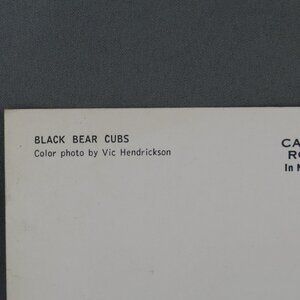 BLACK BEAR CUBS
Color photo by Vic Hendrickson
CA
RO
In